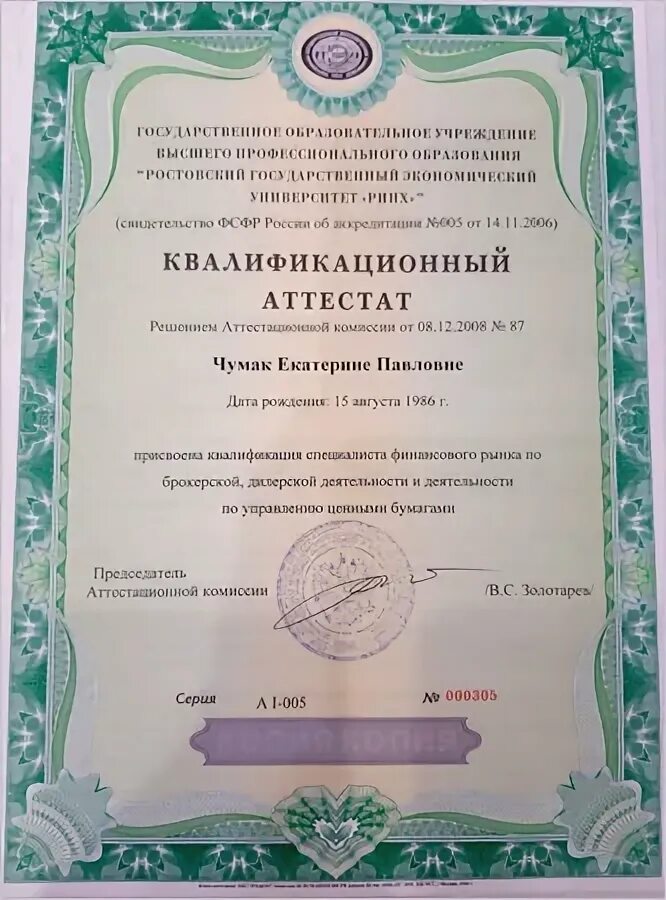 ГОСУДАРСТВЕННОЕ ОБРАЗОВАТЕЛЬНОЕ УЧРЕЖДЕНИЕ
ВЫСШЕГО ПРОФЕССИОНАЛЬНОГО ОБРАЗОВАНИЯ
"РОСТОВСКИЙ ГОСУДАРСТВЕННЫЙ ЭКОНОМИЧЕСКИЙ
УНИВЕРСИТЕТ «РИНХ»"
(свидетельство ФСФР России об аккредитации №005 от 14.11.2006)
КВАЛИФИКАЦИОННЫЙ
АТТЕСТАТ
Решением Аттестационной комиссии от 08.12.2008 № 87
Чумак Екатерине Павловне
Дата рождения: 15 августа 1986 г.
присвоена квалификация специалиста финансового рынка по
брокерской, дилерской деятельности и деятельности
по управлению ценными бумагами
Председатель
Аттестационной комиссии /В.С. Золотарев/
Серия А I-005 № 000305